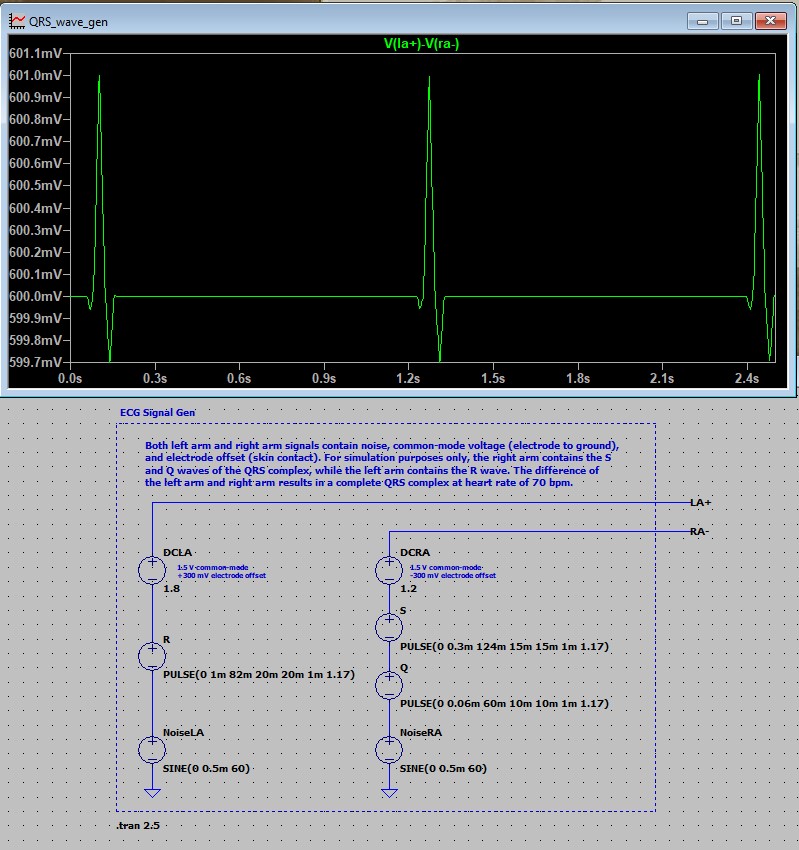 QRS_wave_gen
V(la+)-V(ra-)
601.1mV
601.0mV
600.9mV
600.8mV
600.7mV
600.6mV
600.5mV
600.4mV
600.3mV
600.2mV
600.1mV
600.0mV
599.9mV
599.8mV
599.7mV
0.0s 0.3s 0.6s 0.9s 1.2s 1.5s 1.8s 2.1s 2.4s
ECG Signal Gen
Both left arm and right arm signals contain noise, common-mode voltage (electrode to ground),
and electrode offset (skin contact). For simulation purposes only, the right arm contains the S
and Q waves of the QRS complex, while the left arm contains the R wave. The difference of
the left arm and right arm results in a complete QRS complex at heart rate of 70 bpm.
LA+
RA-
DCLA
1.5 V common-mode
+300 mV electrode offset
1.8
DCRA
1.5 V common-mode
-300 mV electrode offset
1.2
S
PULSE(0 0.3m 124m 15m 15m 1m 1.17)
R
PULSE(0 1m 82m 20m 20m 1m 1.17)
Q
PULSE(0 0.06m 60m 10m 10m 1m 1.17)
NoiseLA
SINE(0 0.5m 60)
NoiseRA
SINE(0 0.5m 60)
.tran 2.5